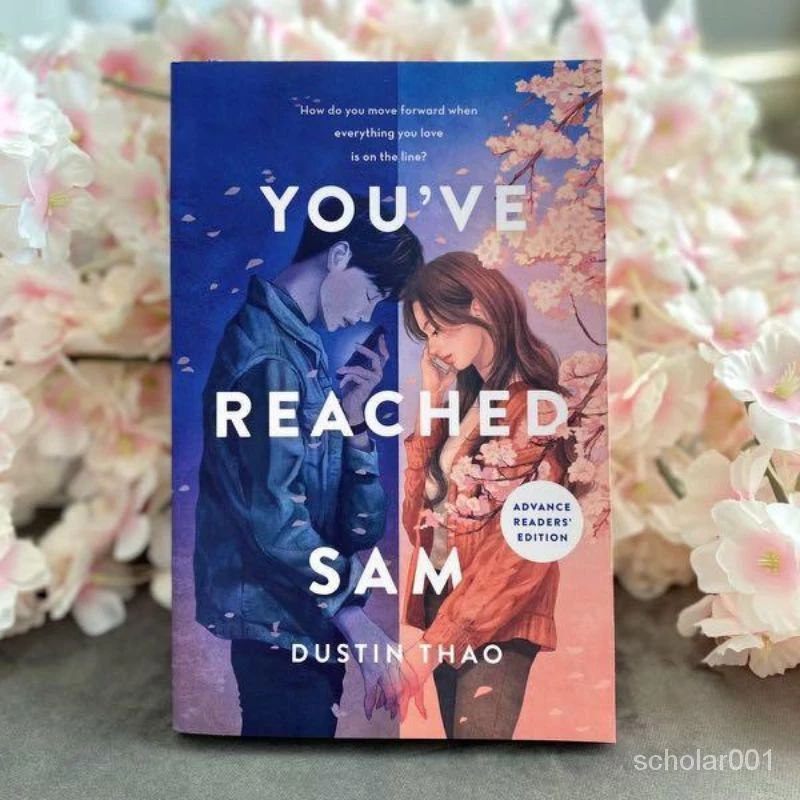 How do you move forward when
everything you love
is on the line?
YOU'VE
REACHED
SAM
ADVANCE
READERS'
EDITION
DUSTIN THAO
scholar001